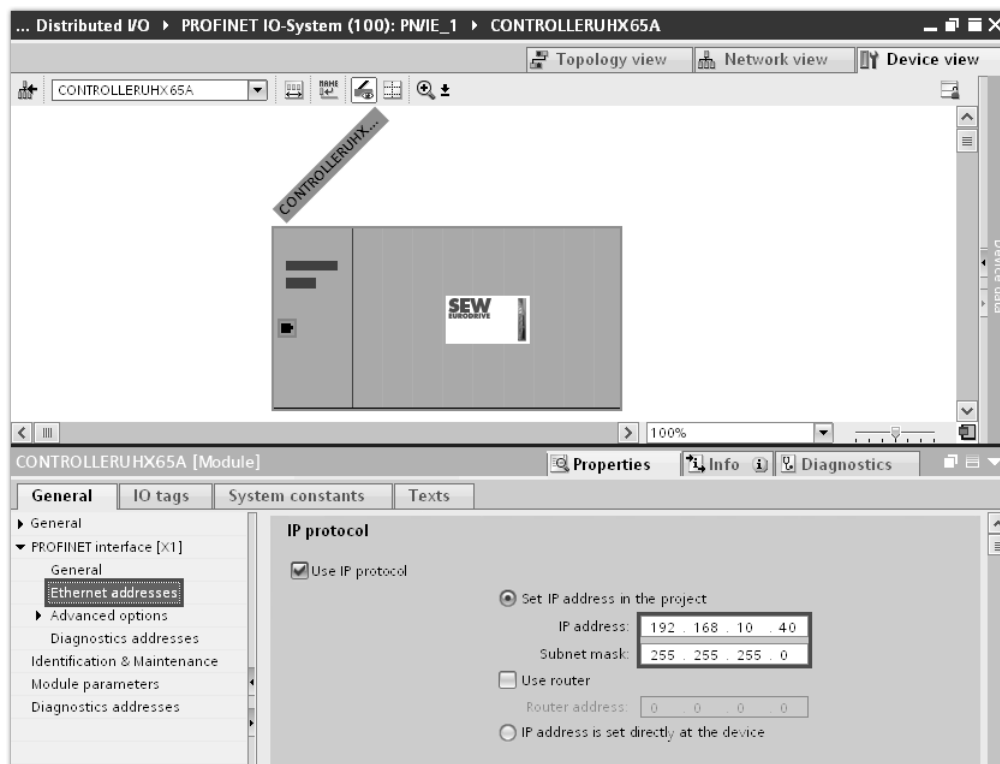 ... Distributed I/O ▸ PROFINET IO-System (100): PN/IE_1 ▸ CONTROLLERUHX65A
Topology view Network view Device view
CONTROLLERUHX65A
CONTROLLERUHX...
SEW
EURODRIVE
Device data
100%
CONTROLLERUHX65A [Module]
Properties Info Diagnostics
General IO tags System constants Texts
General
PROFINET interface [X1]
General
Ethernet addresses
Advanced options
Diagnostics addresses
Identification & Maintenance
Module parameters
Diagnostics addresses
IP protocol
Use IP protocol
Set IP address in the project
IP address: 192 . 168 . 10 . 40
Subnet mask: 255 . 255 . 255 . 0
Use router
Router address: 0 . 0 . 0 . 0
IP address is set directly at the device